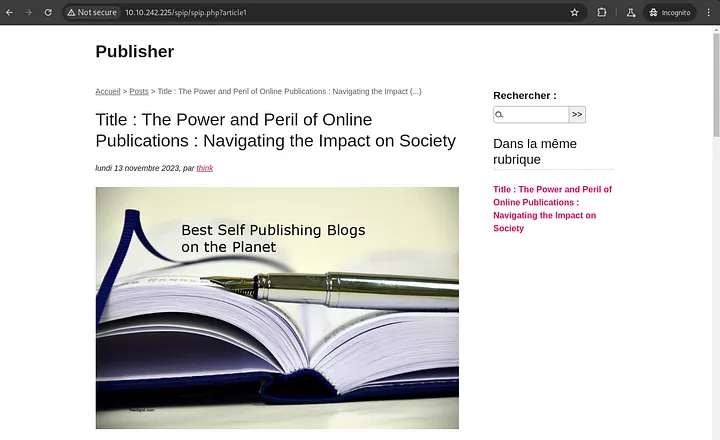 Not secure 10.10.242.225/spip/spip.php?article1 Incognito
Publisher
Accueil > Posts > Title : The Power and Peril of Online Publications : Navigating the Impact (...)
Title : The Power and Peril of Online
Publications : Navigating the Impact on Society
lundi 13 novembre 2023, par think
Best Self Publishing Blogs
on the Planet
Rechercher :
>>
Dans la même
rubrique
Title : The Power and Peril of
Online Publications :
Navigating the Impact on
Society